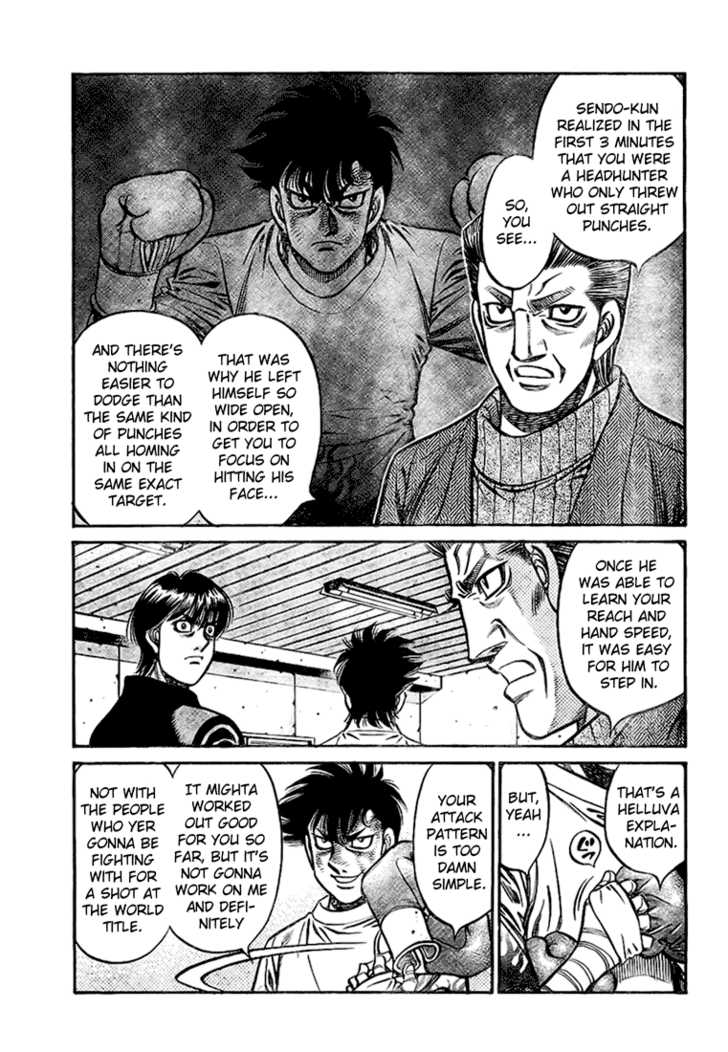 SENDO-KUN
REALIZED IN THE
FIRST 3 MINUTES
THAT YOU WERE
A HEADHUNTER
WHO ONLY THREW
OUT STRAIGHT
PUNCHES.
SO,
YOU
SEE...
THAT WAS
WHY HE LEFT
HIMSELF SO
WIDE OPEN,
IN ORDER TO
GET YOU TO
FOCUS ON
HITTING HIS
FACE...
AND THERE'S
NOTHING
EASIER TO
DODGE THAN
THE SAME KIND
OF PUNCHES
ALL HOMING
IN ON THE
SAME EXACT
TARGET.
ONCE HE
WAS ABLE TO
LEARN YOUR
REACH AND
HAND SPEED,
IT WAS EASY
FOR HIM TO
STEP IN.
THAT'S A
HELLUVA
EXPLA-
NATION.
BUT,
YEAH
...
YOUR
ATTACK
PATTERN
IS TOO
DAMN
SIMPLE.
IT MIGHTA
WORKED
OUT GOOD
FOR YOU SO
FAR, BUT IT'S
NOT GONNA
WORK ON ME
AND DEFI-
NITELY
NOT WITH
THE PEOPLE
WHO YER
GONNA BE
FIGHTING
WITH FOR
A SHOT AT
THE WORLD
TITLE.